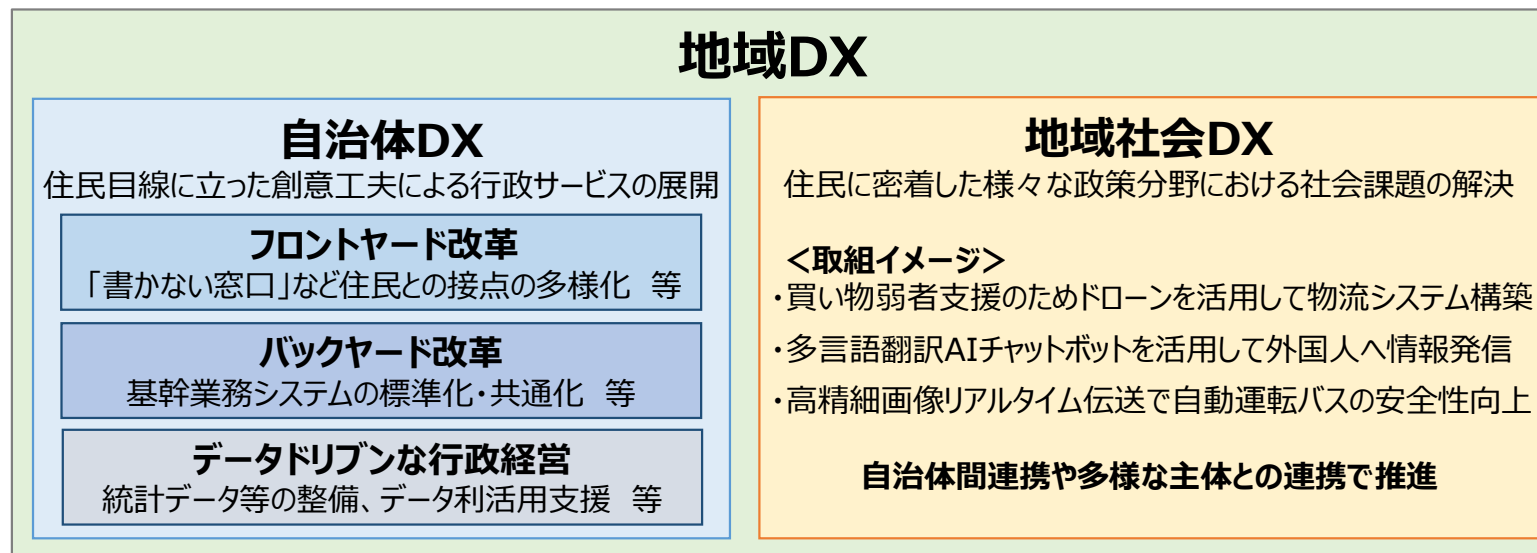 地域DX
自治体DX
住民目線に立った創意工夫による行政サービスの展開
フロントヤード改革
「書かない窓口」など住民との接点の多様化　等
バックヤード改革
基幹業務システムの標準化・共通化　等
データドリブンな行政経営
統計データ等の整備、データ利活用支援　等
地域社会DX
住民に密着した様々な政策分野における社会課題の解決
＜取組イメージ＞
・買い物弱者支援のためドローンを活用して物流システム構築
・多言語翻訳AIチャットボットを活用して外国人へ情報発信
・高精細画像リアルタイム伝送で自動運転バスの安全性向上
自治体間連携や多様な主体との連携で推進